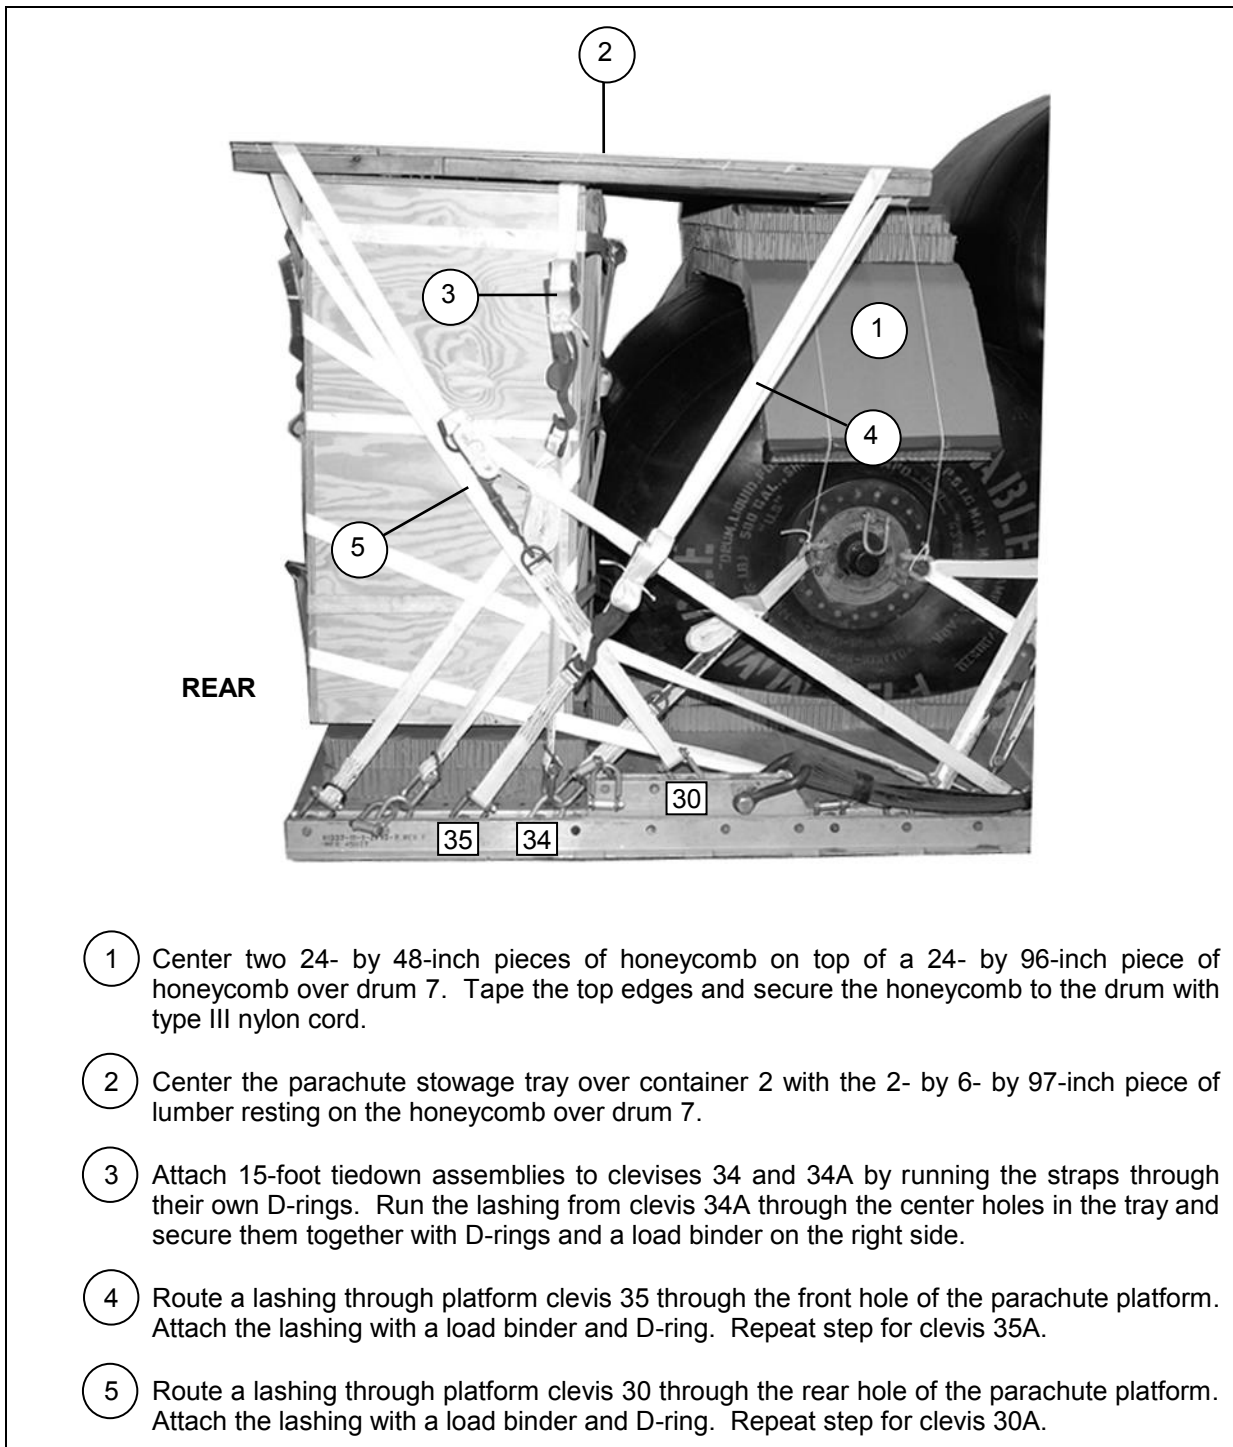 2
3
1
4
5
REAR
30
35
34
1 Center two 24- by 48-inch pieces of honeycomb on top of a 24- by 96-inch piece of
honeycomb over drum 7. Tape the top edges and secure the honeycomb to the drum with
type III nylon cord.
2 Center the parachute stowage tray over container 2 with the 2- by 6- by 97-inch piece of
lumber resting on the honeycomb over drum 7.
3 Attach 15-foot tiedown assemblies to clevises 34 and 34A by running the straps through
their own D-rings. Run the lashing from clevis 34A through the center holes in the tray and
secure them together with D-rings and a load binder on the right side.
4 Route a lashing through platform clevis 35 through the front hole of the parachute platform.
Attach the lashing with a load binder and D-ring. Repeat step for clevis 35A.
5 Route a lashing through platform clevis 30 through the rear hole of the parachute platform.
Attach the lashing with a load binder and D-ring. Repeat step for clevis 30A.